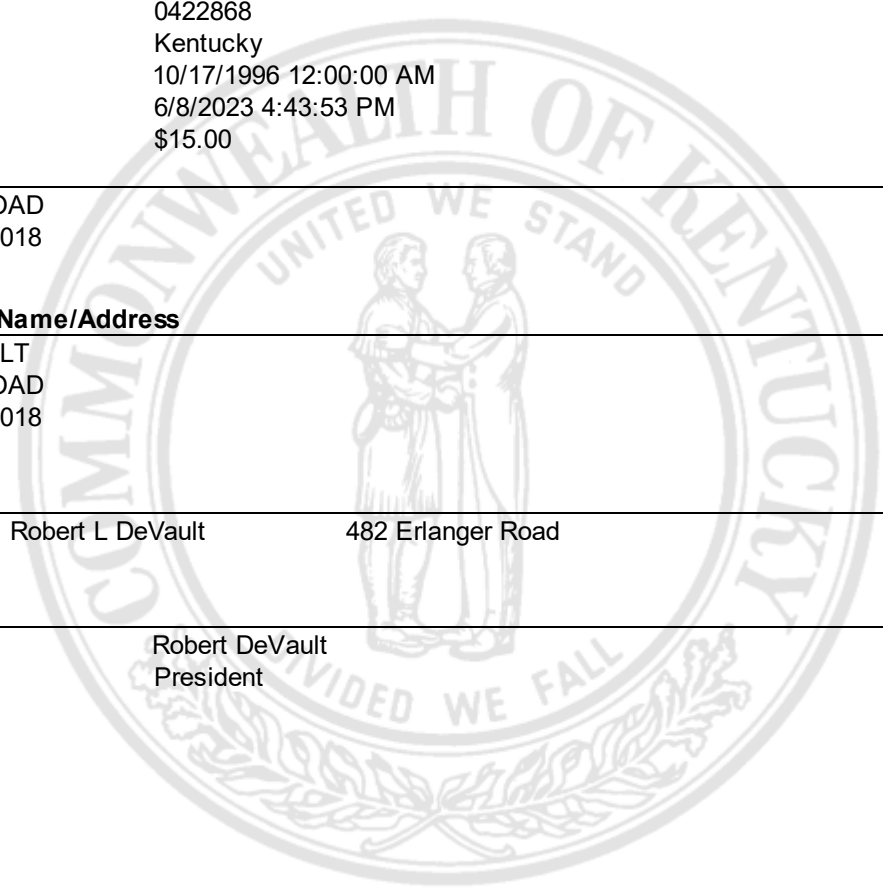 0422868
Kentucky
10/17/1996 12:00:00 AM
6/8/2023 4:43:53 PM
$15.00
OAD
018
Name/Address
LT
OAD
018
Robert L DeVault 482 Erlanger Road
Robert DeVault
President
COMMONWEALTH OF KENTUCKY
UNITED WE STAND
DIVIDED WE FALL